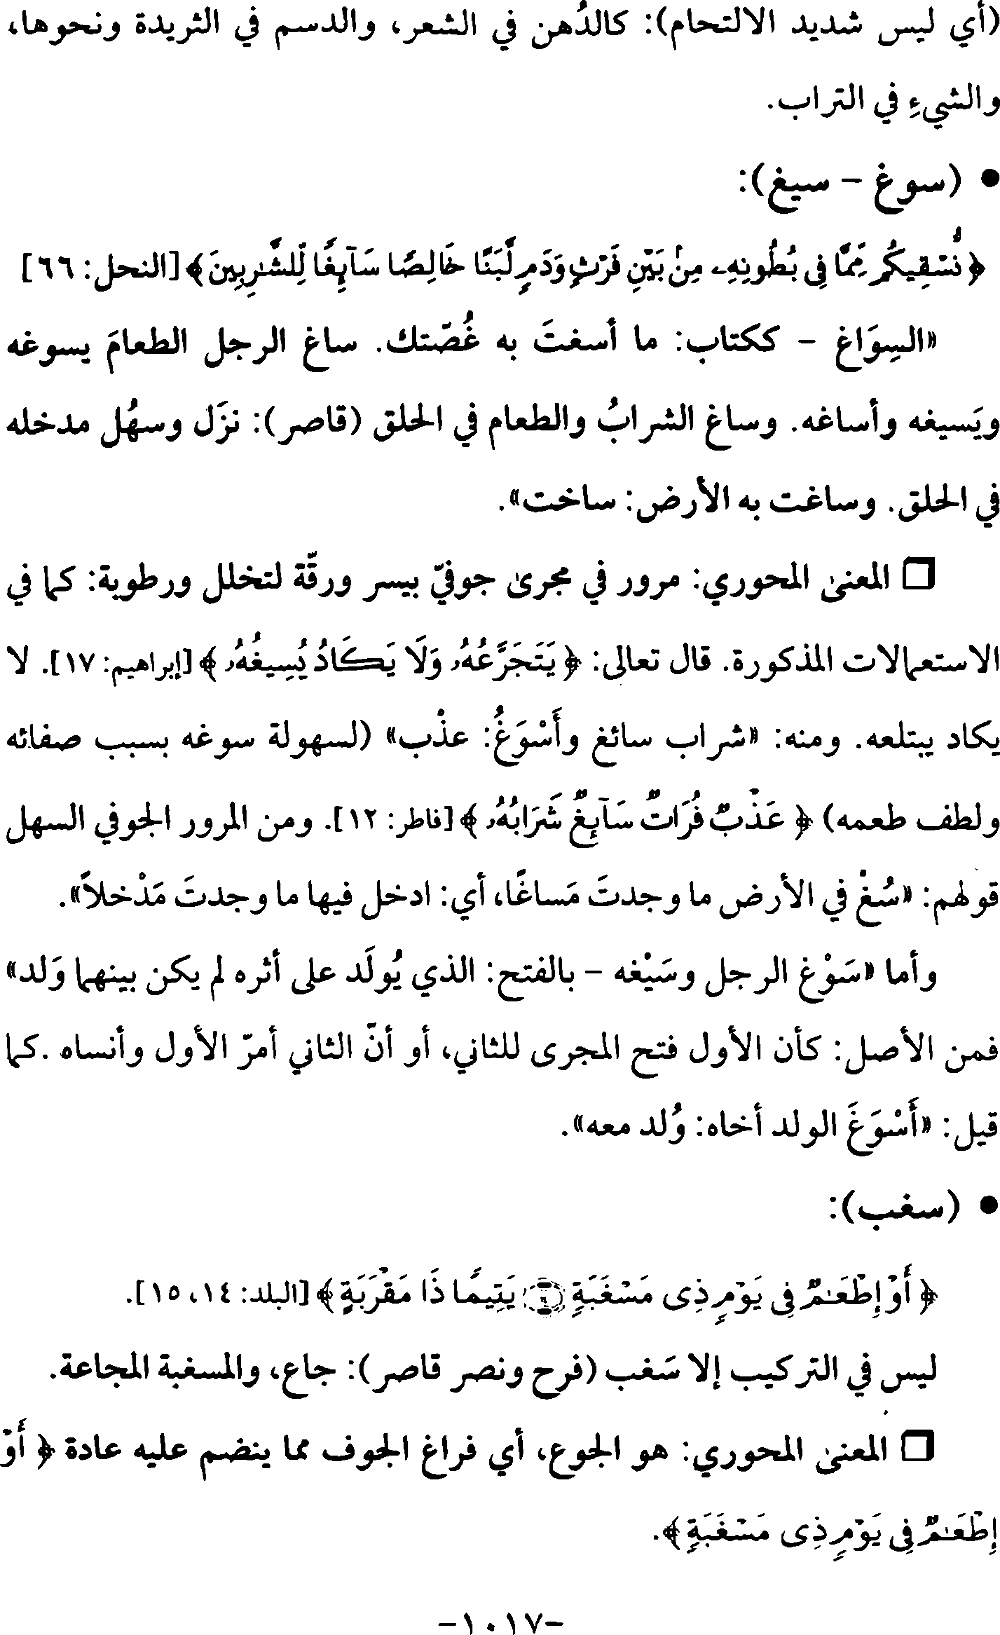 (أي ليس شديد الالتحام): كالدُهن في الشعر، والدسم في الثريدة ونحوها،
والشيءِ في التراب.
● (سوغ – سيغ):
﴿ نُّسْقِيكُم مِّمَّا فِى بُطُونِهِۦ مِنۢ بَيْنِ فَرْثٍ وَدَمٍ لَّبَنًا خَالِصًا سَآئِغًا لِّلشَّٰرِبِينَ ﴾ [النحل: ٦٦]
«السِوَاغ – ككتاب: ما أسغتَ به غُصّتك. ساغ الرجل الطعامَ يسوغه
ويَسيغه وأساغه. وساغ الشرابُ والطعام في الحلق (قاصر): نزَل وسهُل مدخله
في الحلق. وساغت به الأرض: ساخت».
❒ المعنىٰ المحوري: مرور في مجرىٰ جوفيّ بيسر ورقّة لتخلل ورطوبة: كما في
الاستعمالات المذكورة. قال تعالى: ﴿ يَتَجَرَّعُهُۥ وَلَا يَكَادُ يُسِيغُهُۥ ﴾ [إبراهيم: ١٧]. لا
يكاد يبتلعه. ومنه: «شراب سائغ وأَسْوَغُ: عذْب» (لسهولة سوغه بسبب صفائه
ولطف طعمه) ﴿ عَذْبٌ فُرَاتٌ سَآئِغٌ شَرَابُهُۥ ﴾ [فاطر: ١٢]. ومن المرور الجوفي السهل
قولهم: «سُغْ في الأرض ما وجدتَ مَساغًا، أي: ادخل فيها ما وجدتَ مَدْخلاً».
وأما «سَوْغ الرجل وسَيْغه – بالفتح: الذي يُولَد على أثره لم يكن بينهما وَلد»
فمن الأصل: كأن الأول فتح المجرى للثاني، أو أنّ الثاني أمرّ الأول وأنساه .كما
قيل: «أَسْوَغَ الولد أخاه: وُلد معه».
● (سغب):
﴿ أَوْ إِطْعَٰمٌ فِى يَوْمٍ ذِى مَسْغَبَةٍ ۝ يَتِيمًا ذَا مَقْرَبَةٍ ﴾ [البلد: ١٤، ١٥].
ليس في التركيب إلا سَغب (فرح ونصر قاصر): جاع، والمسغبة المجاعة.
❒ المعنىٰ المحوري: هو الجوع، أي فراغ الجوف مما ينضم عليه عادة ﴿ أَوْ
إِطْعَٰمٌ فِى يَوْمٍ ذِى مَسْغَبَةٍ ﴾.
–١٠١٧–